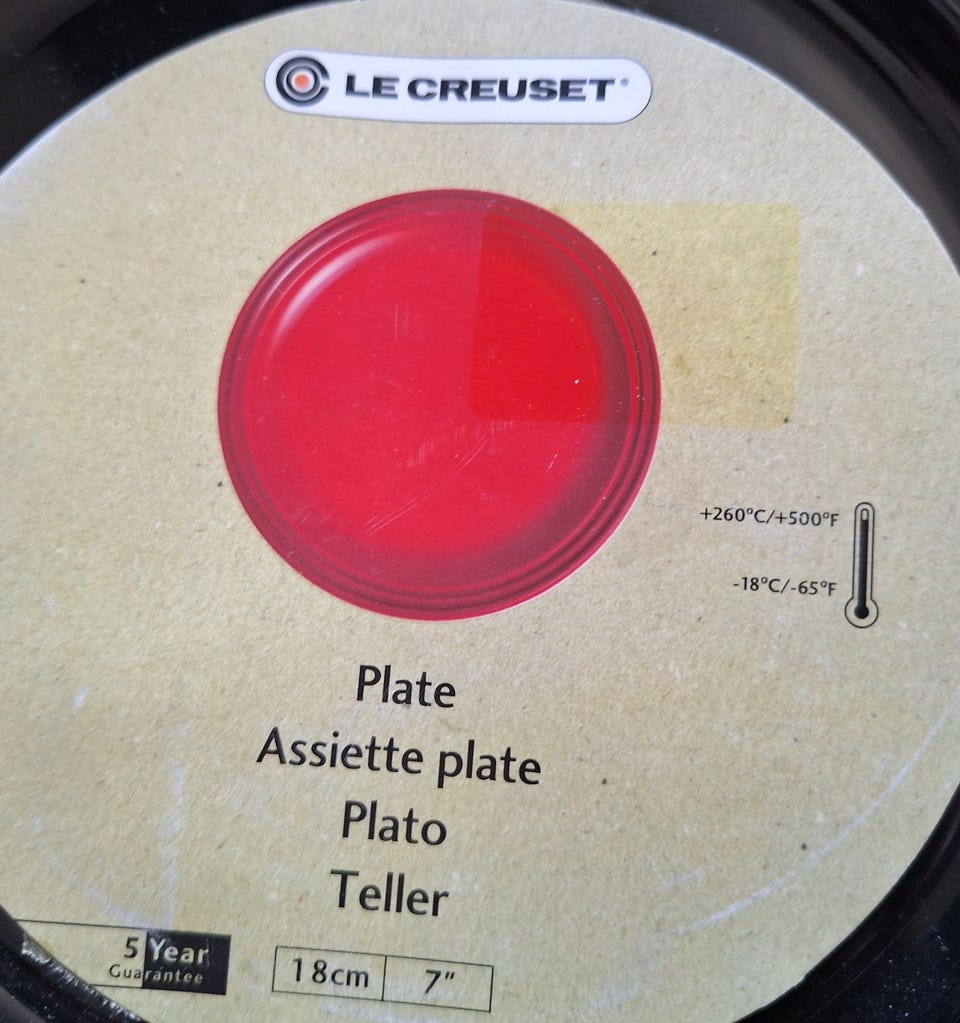 LE CREUSET®
+260°C/+500°F
-18°C/-65°F
Plate
Assiette plate
Plato
Teller
5 Year
Guarantee
18cm 7"